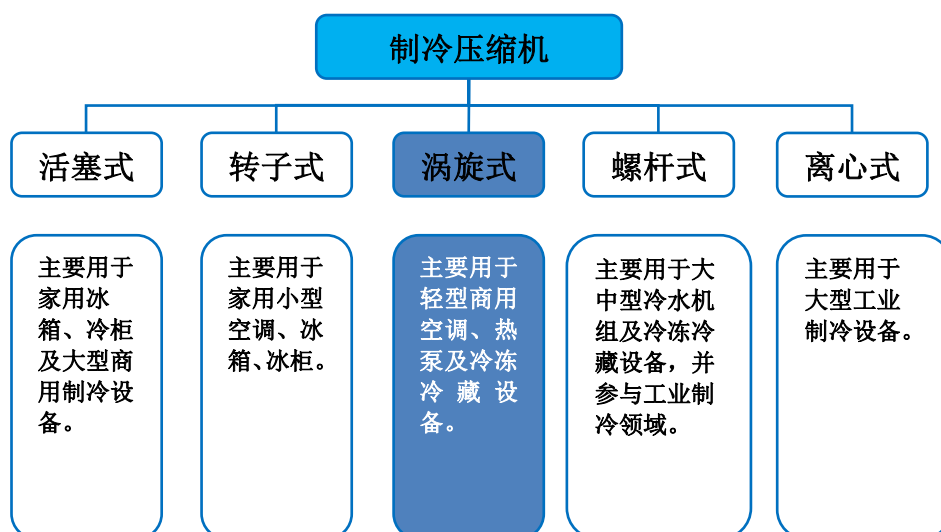 制冷压缩机
活塞式
转子式
涡旋式
螺杆式
离心式
主要用于
家用冰
箱、冷柜
及大型商
用制冷设
备。
主要用于
家用小型
空调、冰
箱、冰柜。
主要用于
轻型商用
空调、热
泵及冷冻
冷藏设
备。
主要用于大
中型冷水机
组及冷冻冷
藏设备，并
参与工业制
冷领域。
主要用于
大型工业
制冷设备。